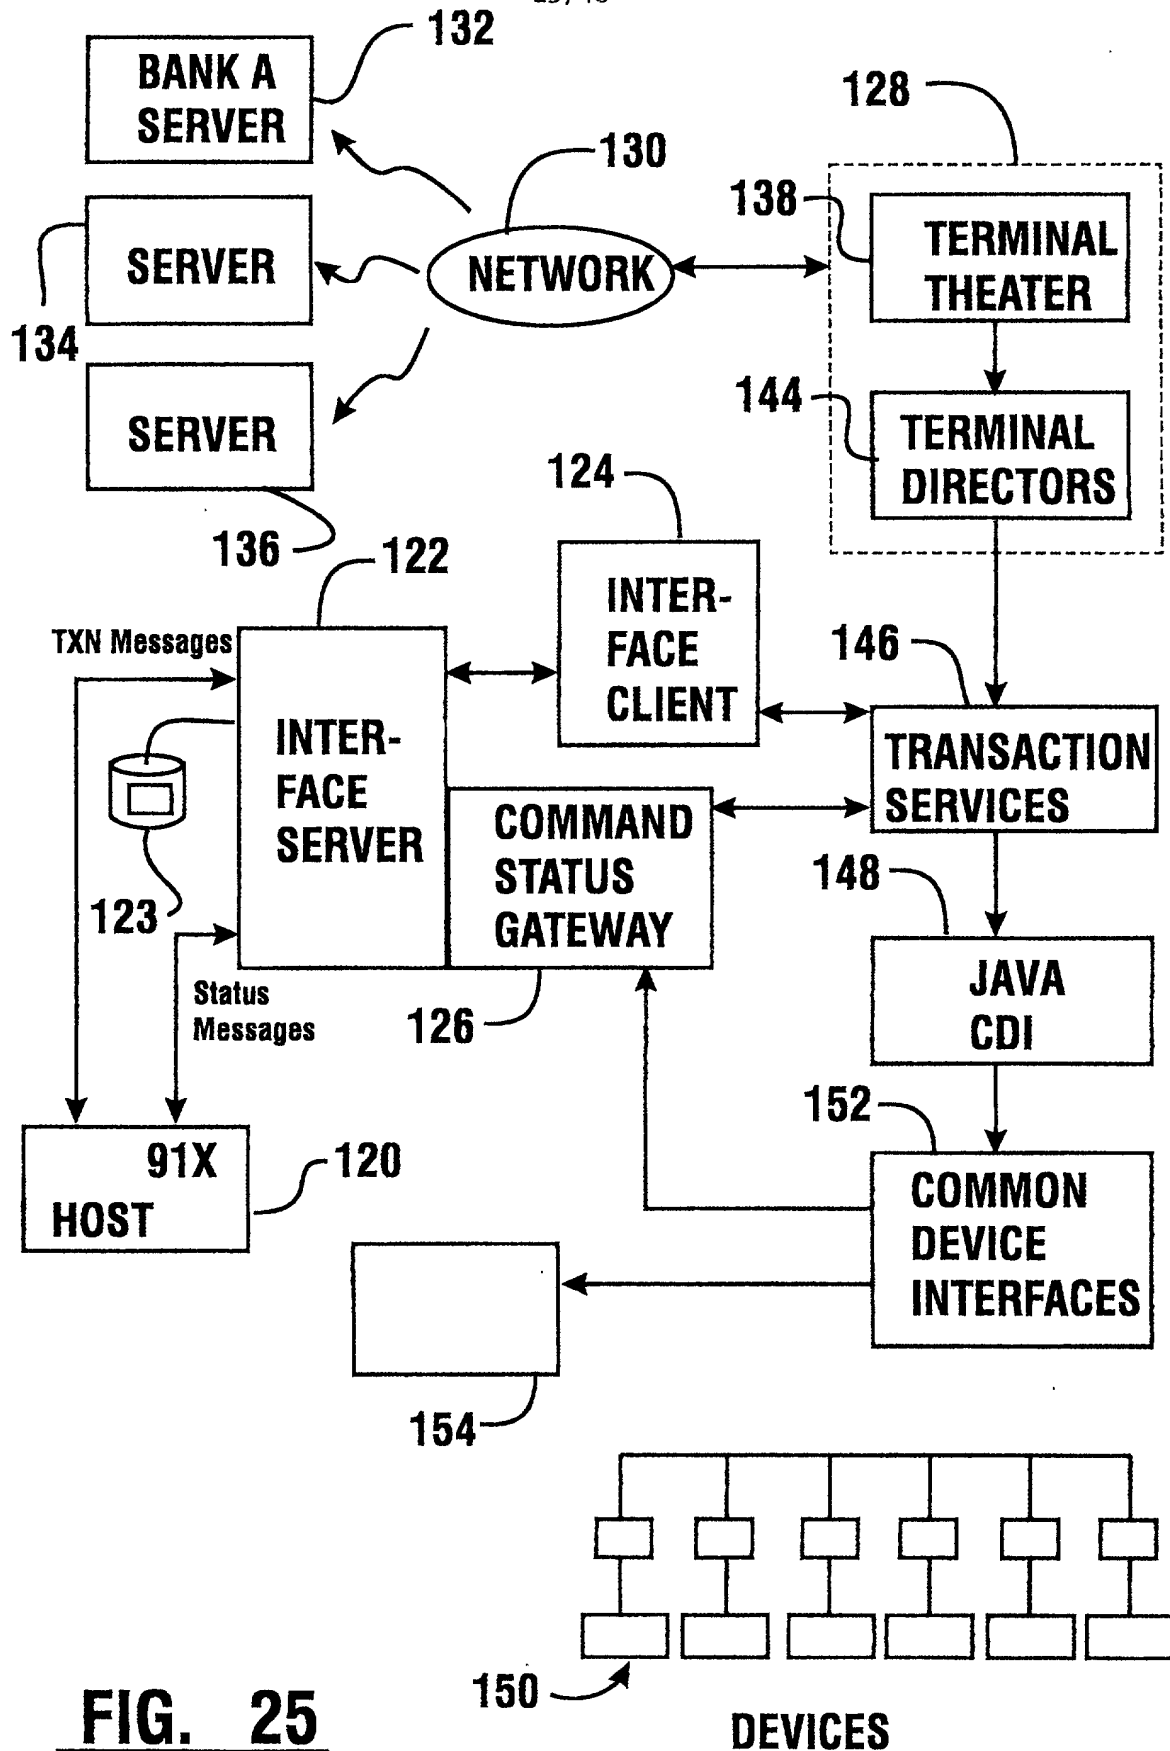 132
BANK A
SERVER
128
130
138
TERMINAL
THEATER
SERVER
NETWORK
134
144
TERMINAL
DIRECTORS
SERVER
124
136
122
INTER-
FACE
CLIENT
TXN Messages
146
INTER-
FACE
SERVER
TRANSACTION
SERVICES
COMMAND
STATUS
GATEWAY
148
123
JAVA
CDI
Status
Messages
126
152
91X
HOST
120
COMMON
DEVICE
INTERFACES
154
150
FIG. 25
DEVICES